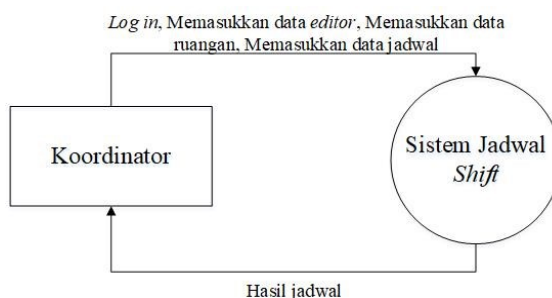 Log in, Memasukkan data editor, Memasukkan data
ruangan, Memasukkan data jadwal
Koordinator
Sistem Jadwal
Shift
Hasil jadwal